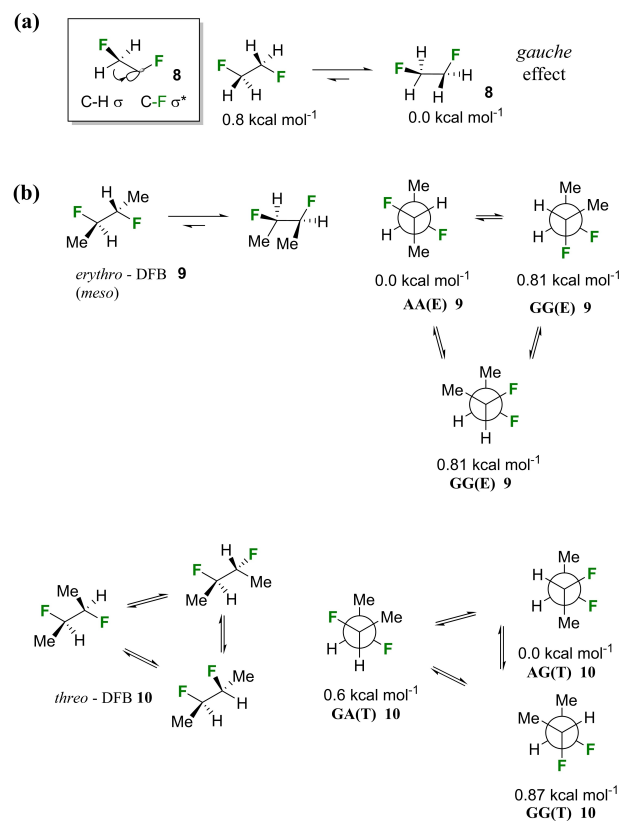 (a)
F H H F 8
C-H σ C-F σ*
H F F H H
0.8 kcal mol-1
H F F H H 8
0.0 kcal mol-1
gauche
effect
(b)
H Me F F Me H
erythro - DFB 9
(meso)
H F F H Me Me
Me F H H F Me
0.0 kcal mol-1
AA(E) 9
Me H Me H F F
0.81 kcal mol-1
GG(E) 9
Me Me F H F H
0.81 kcal mol-1
GG(E) 9
Me H F F Me H
threo - DFB 10
H F F Me Me H
F Me F H Me H
Me F Me H F H
0.6 kcal mol-1
GA(T) 10
Me H F H F Me
0.0 kcal mol-1
AG(T) 10
Me Me H H F F
0.87 kcal mol-1
GG(T) 10